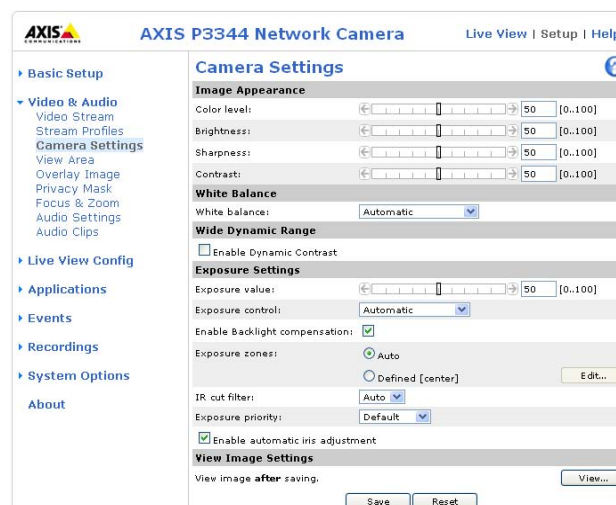 AXIS
COMMUNICATIONS
AXIS P3344 Network Camera
Live View | Setup | Help
Basic Setup
Video & Audio
Video Stream
Stream Profiles
Camera Settings
View Area
Overlay Image
Privacy Mask
Focus & Zoom
Audio Settings
Audio Clips
Live View Config
Applications
Events
Recordings
System Options
About
Camera Settings
Image Appearance
Color level: 50 [0..100]
Brightness: 50 [0..100]
Sharpness: 50 [0..100]
Contrast: 50 [0..100]
White Balance
White balance: Automatic
Wide Dynamic Range
Enable Dynamic Contrast
Exposure Settings
Exposure value: 50 [0..100]
Exposure control: Automatic
Enable Backlight compensation:
Exposure zones: Auto
Defined [center] Edit...
IR cut filter: Auto
Exposure priority: Default
Enable automatic iris adjustment
View Image Settings
View image after saving. View...
Save Reset